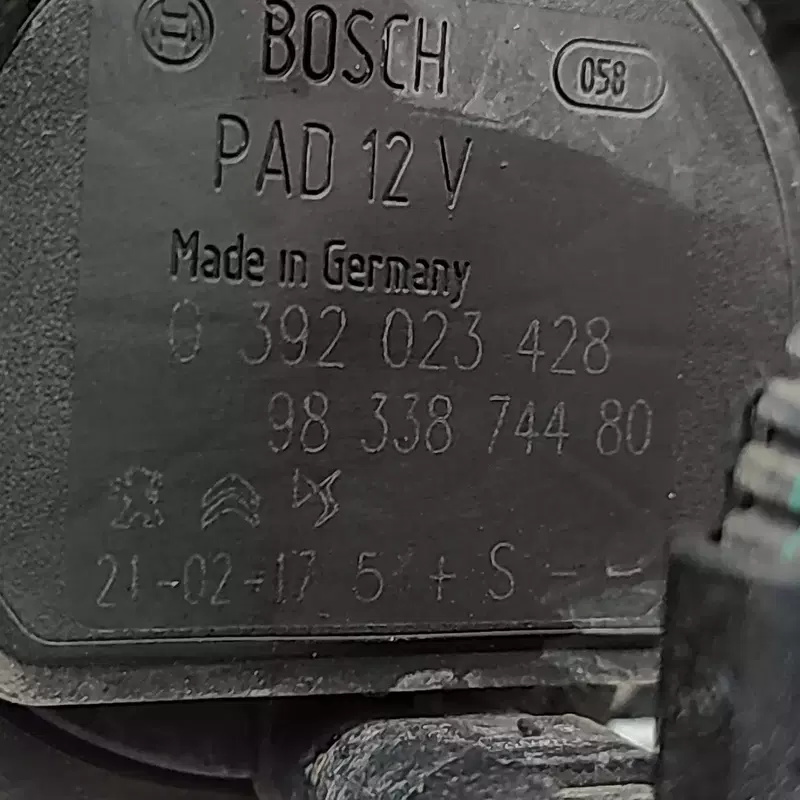 BOSCH 058
PAD 12 V
Made in Germany
0 392 023 428
98 338 744 80
21-02-17 + S - -